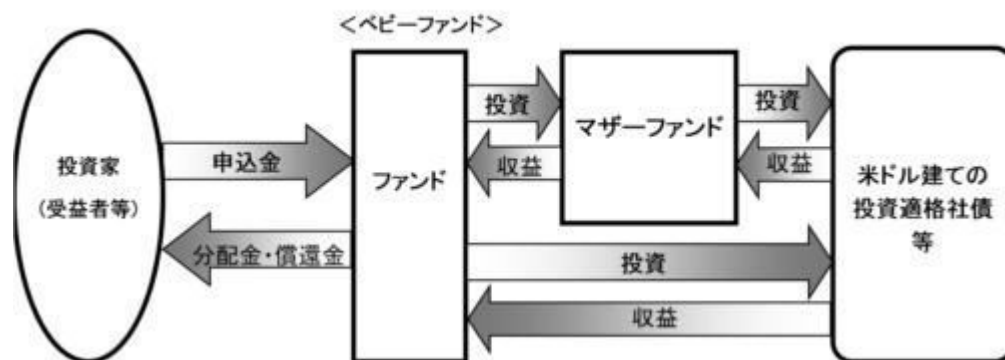 ＜ベビーファンド＞
投資家
(受益者等)
申込金
分配金・償還金
ファンド
投資
収益
マザーファンド
投資
収益
投資
収益
米ドル建ての
投資適格社債
等